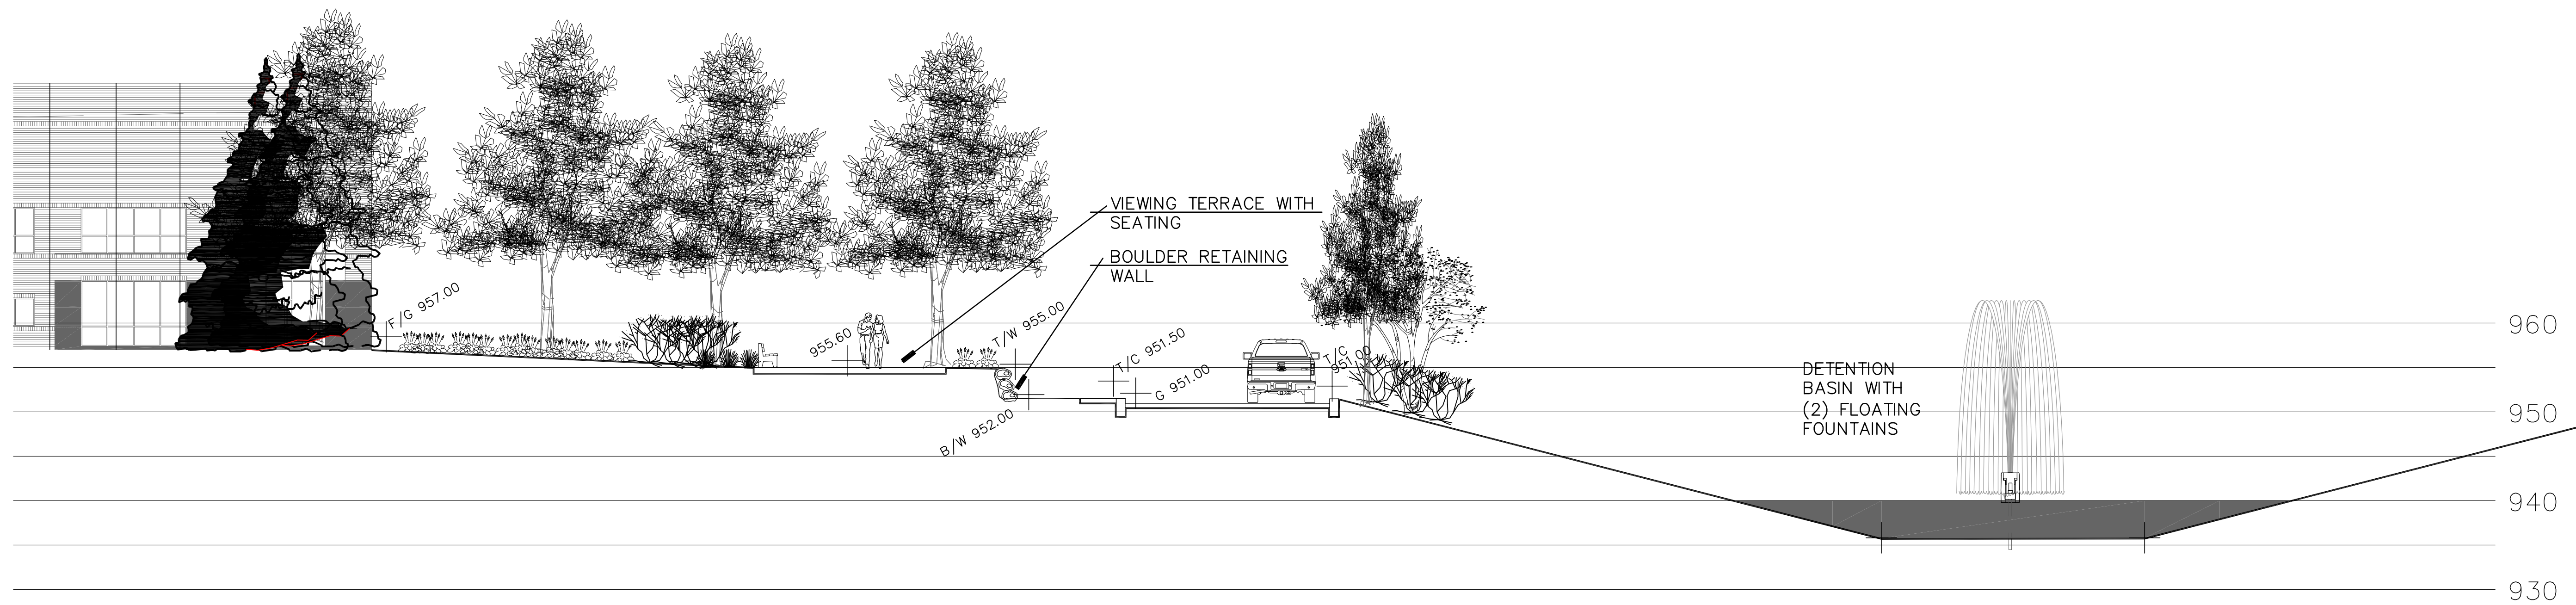 VIEWING TERRACE WITH
SEATING
BOULDER RETAINING
WALL
F/G 957.00
955.60
T/W 955.00
B/W 952.00
T/C 951.50
G 951.00
T/C
951.00
DETENTION
BASIN WITH
(2) FLOATING
FOUNTAINS
960
950
940
930